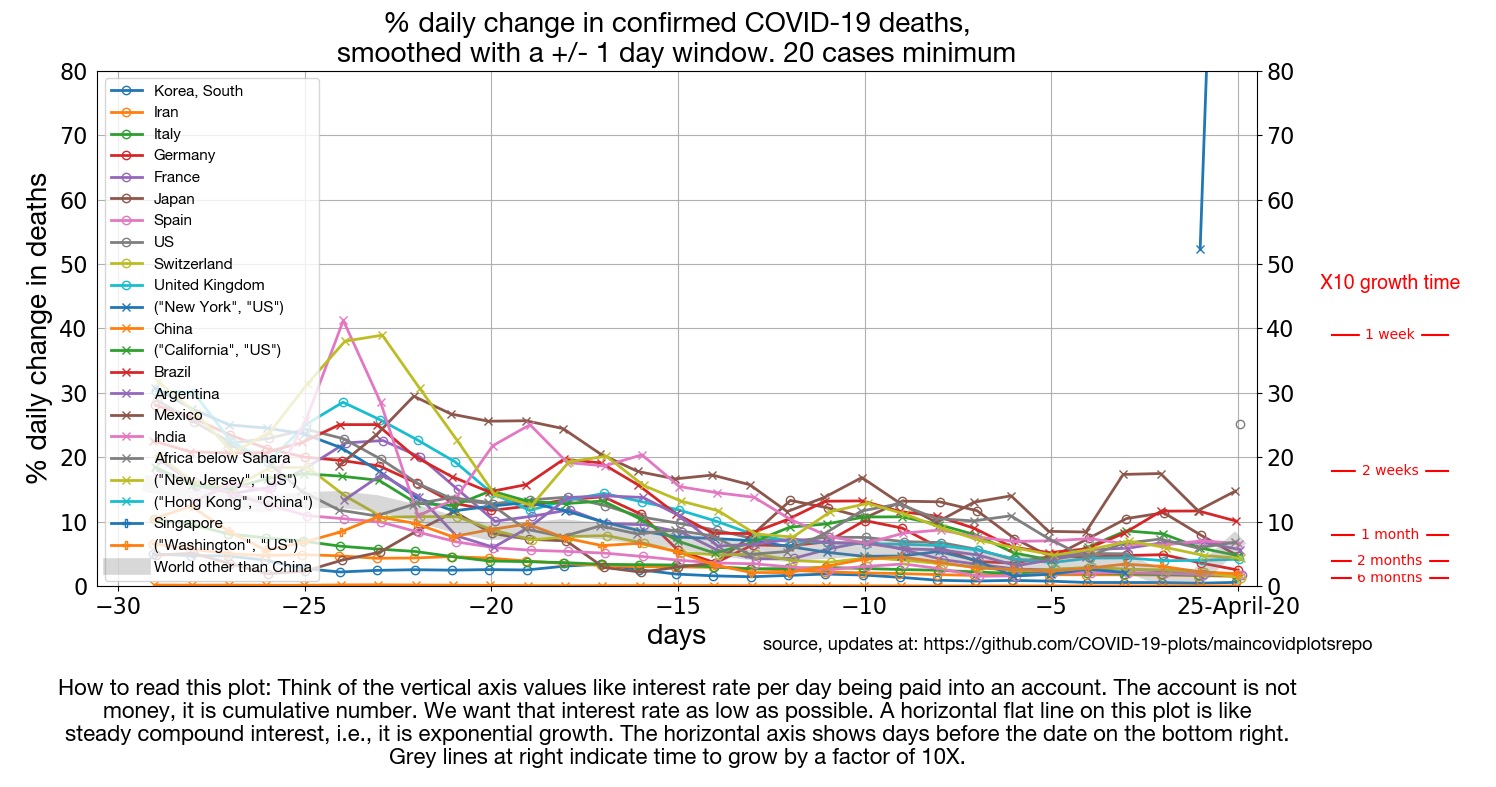 % daily change in confirmed COVID-19 deaths,
smoothed with a +/- 1 day window. 20 cases minimum
% daily change in deaths
80
70
60
50
40
30
20
10
0
Korea, South
Iran
Italy
Germany
France
Japan
Spain
US
Switzerland
United Kingdom
("New York", "US")
China
("California", "US")
Brazil
Argentina
Mexico
India
Africa below Sahara
("New Jersey", "US")
("Hong Kong", "China")
Singapore
("Washington", "US")
World other than China
80
70
60
50
40
30
20
10
0
X10 growth time
1 week
2 weeks
1 month
2 months
6 months
−30 −25 −20 −15 −10 −5 25-April-20
days
source, updates at: https://github.com/COVID-19-plots/maincovidplotsrepo
How to read this plot: Think of the vertical axis values like interest rate per day being paid into an account. The account is not
money, it is cumulative number. We want that interest rate as low as possible. A horizontal flat line on this plot is like
steady compound interest, i.e., it is exponential growth. The horizontal axis shows days before the date on the bottom right.
Grey lines at right indicate time to grow by a factor of 10X.